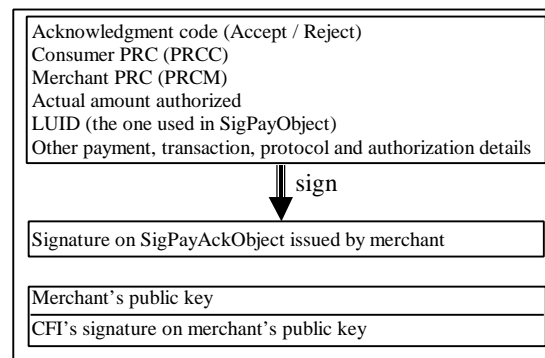 Acknowledgment code (Accept / Reject)
Consumer PRC (PRCC)
Merchant PRC (PRCM)
Actual amount authorized
LUID (the one used in SigPayObject)
Other payment, transaction, protocol and authorization details
sign
Signature on SigPayAckObject issued by merchant
Merchant's public key
CFI's signature on merchant's public key